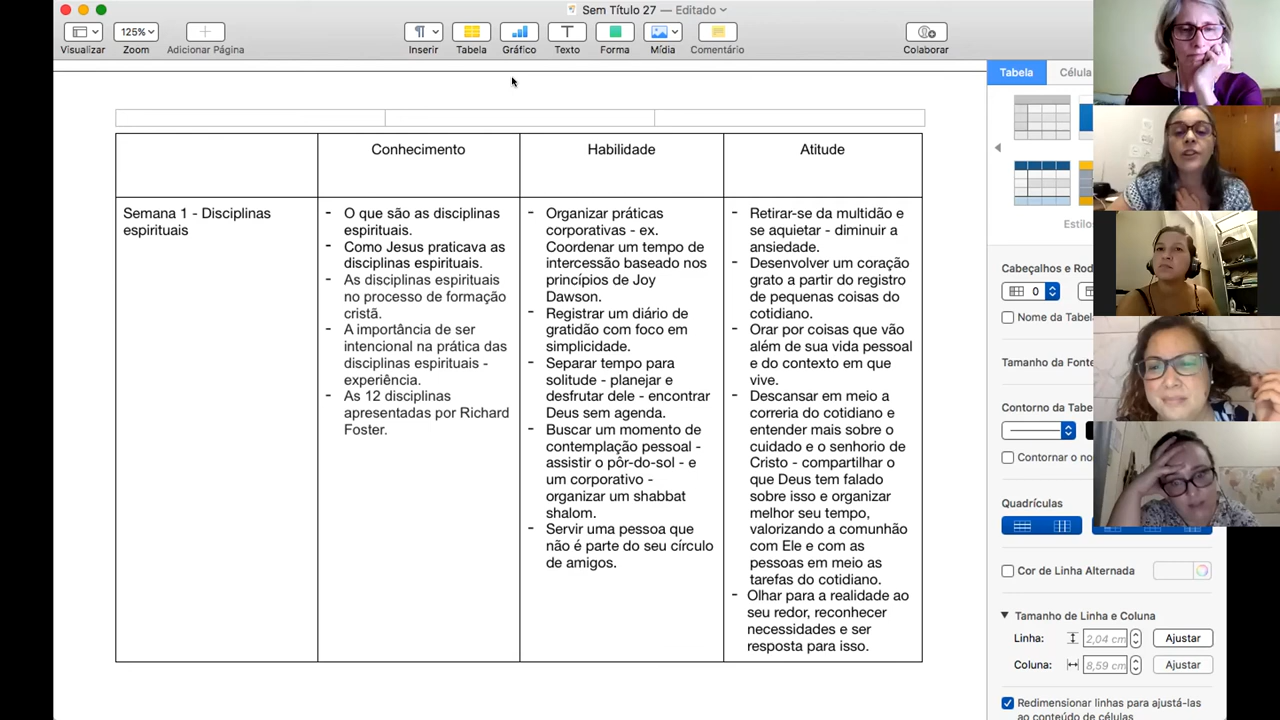 Sem Título 27 — Editado
125%
Visualizar
Zoom
Adicionar Página
Inserir
Tabela
Gráfico
Texto
Forma
Mídia
Comentário
Colaborar
Tabela
Célula
Conhecimento
Habilidade
Atitude
Semana 1 - Disciplinas
espirituais
- O que são as disciplinas
espirituais.
- Como Jesus praticava as
disciplinas espirituais.
- As disciplinas espirituais
no processo de formação
cristã.
- A importância de ser
intencional na prática das
disciplinas espirituais -
experiência.
- As 12 disciplinas
apresentadas por Richard
Foster.
- Organizar práticas
corporativas - ex.
Coordenar um tempo de
intercessão baseado nos
princípios de Joy
Dawson.
- Registrar um diário de
gratidão com foco em
simplicidade.
- Separar tempo para
solitude - planejar e
desfrutar dele - encontrar
Deus sem agenda.
- Buscar um momento de
contemplação pessoal -
assistir o pôr-do-sol - e
um corporativo -
organizar um shabbat
shalom.
- Servir uma pessoa que
não é parte do seu círculo
de amigos.
- Retirar-se da multidão e
se aquietar - diminuir a
ansiedade.
- Desenvolver um coração
grato a partir do registro
de pequenas coisas do
cotidiano.
- Orar por coisas que vão
além de sua vida pessoal
e do contexto em que
vive.
- Descansar em meio a
correria do cotidiano e
entender mais sobre o
cuidado e o senhorio de
Cristo - compartilhar o
que Deus tem falado
sobre isso e organizar
melhor seu tempo,
valorizando a comunhão
com Ele e com as
pessoas em meio as
tarefas do cotidiano.
- Olhar para a realidade ao
seu redor, reconhecer
necessidades e ser
resposta para isso.
Estilo
Cabeçalhos e Rod
0
Nome da Tabela
Tamanho da Fonte
Contorno da Tabe
Contornar o no
Quadrículas
Cor de Linha Alternada
Tamanho de Linha e Coluna
Linha:
2,04 cm
Ajustar
Coluna:
8,59 cm
Ajustar
Redimensionar linhas para ajustá-las
ao conteúdo de células